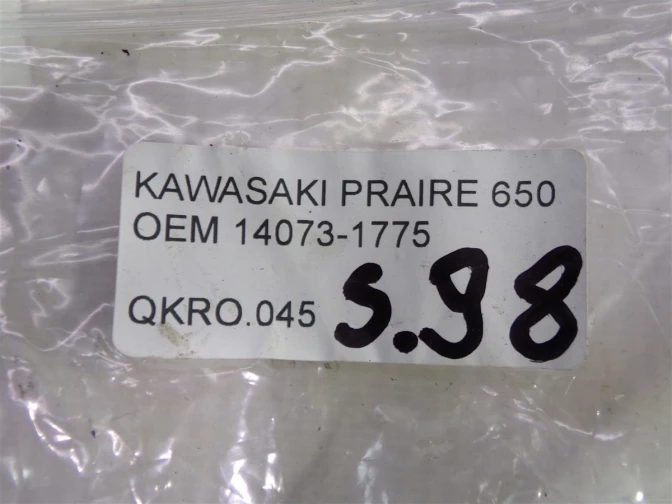 KAWASAKI PRAIRE 650
OEM 14073-1775
QKRO.045 5.98